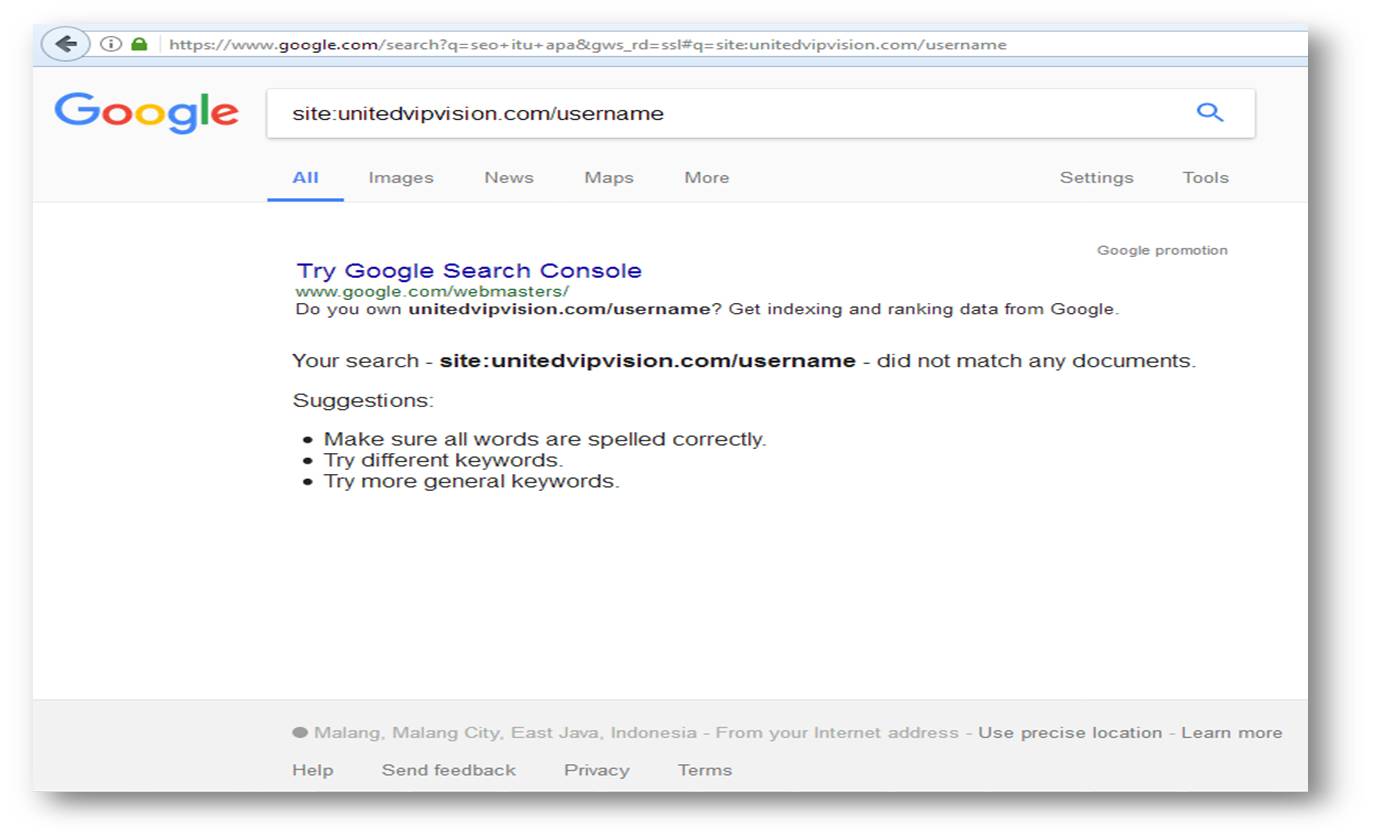 https://www.google.com/search?q=seo+itu+apa&gws_rd=ssl#q=site:unitedvipvision.com/username
Google
site:unitedvipvision.com/username
All Images News Maps More Settings Tools
Google promotion
Try Google Search Console
www.google.com/webmasters/
Do you own unitedvipvision.com/username? Get indexing and ranking data from Google.
Your search - site:unitedvipvision.com/username - did not match any documents.
Suggestions:
• Make sure all words are spelled correctly.
• Try different keywords.
• Try more general keywords.
Malang, Malang City, East Java, Indonesia - From your Internet address - Use precise location - Learn more
Help Send feedback Privacy Terms